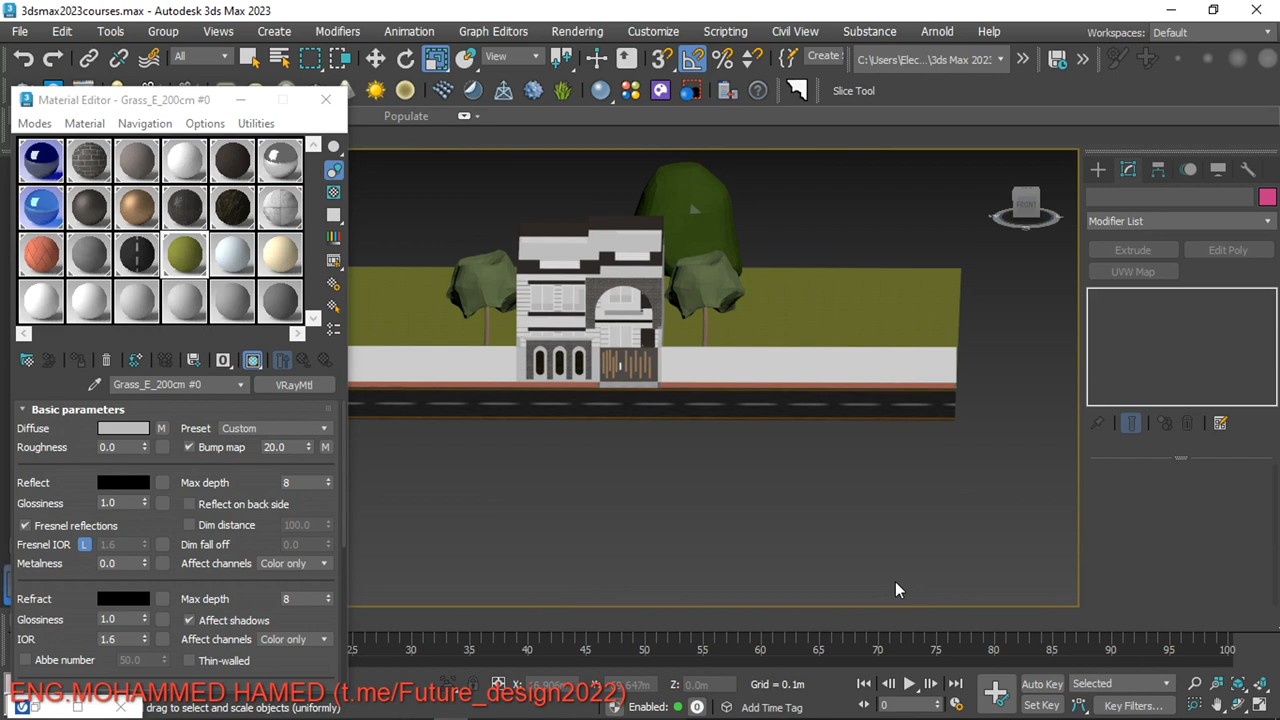 3dsmax2023courses.max - Autodesk 3ds Max 2023
File Edit Tools Group Views Create Modifiers Animation Graph Editors Rendering Customize Scripting Civil View Substance Arnold Help Workspaces: Default
All View Create C:\Users\Elec... \3ds Max 2023
Slice Tool
Populate
Material Editor - Grass_E_200cm #0
Modes Material Navigation Options Utilities
FRONT
Modifier List
Extrude Edit Poly
UVW Map
Grass_E_200cm #0 VRayMtl
Basic parameters
Diffuse M Preset Custom
Roughness 0.0 Bump map 20.0 M
Reflect Max depth 8
Glossiness 1.0 Reflect on back side
Fresnel reflections Dim distance 100.0
Fresnel IOR L 1.6 Dim fall off 0.0
Metalness 0.0 Affect channels Color only
Refract Max depth 8
Glossiness 1.0 Affect shadows
IOR 1.6 Affect channels Color only
Abbe number 50.0 Thin-walled
25 30 35 40 45 50 55 60 65 70 75 80 85 90 95 100
ENG.MOHAMMED HAMED (t.me/Future_design2022)
Z: 0.0m Grid = 0.1m Auto Key Selected
drag to select and scale objects (uniformly) Enabled: 0 Add Time Tag 0 Set Key Key Filters...